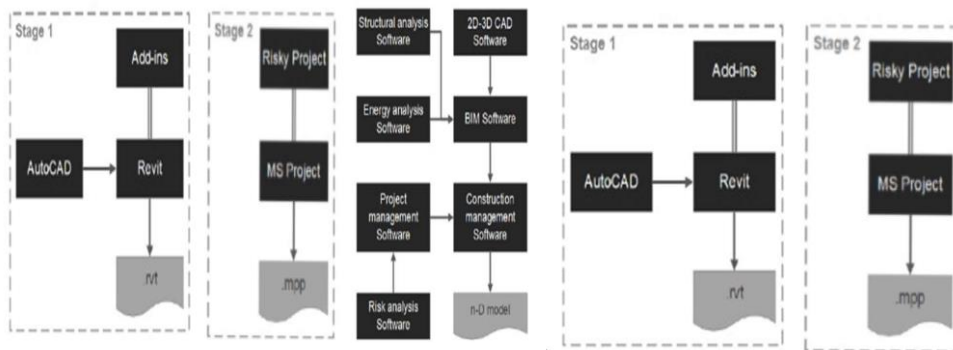 Stage 1
Add-ins
AutoCAD
Revit
.rvt
Stage 2
Risky Project
MS Project
.mpp
Structural analysis
Software
2D-3D CAD
Software
Energy analysis
Software
BIM Software
Project
management
Software
Construction
management
Software
Risk analysis
Software
n-D model
Stage 1
Add-ins
AutoCAD
Revit
.rvt
Stage 2
Risky Project
MS Project
.mpp